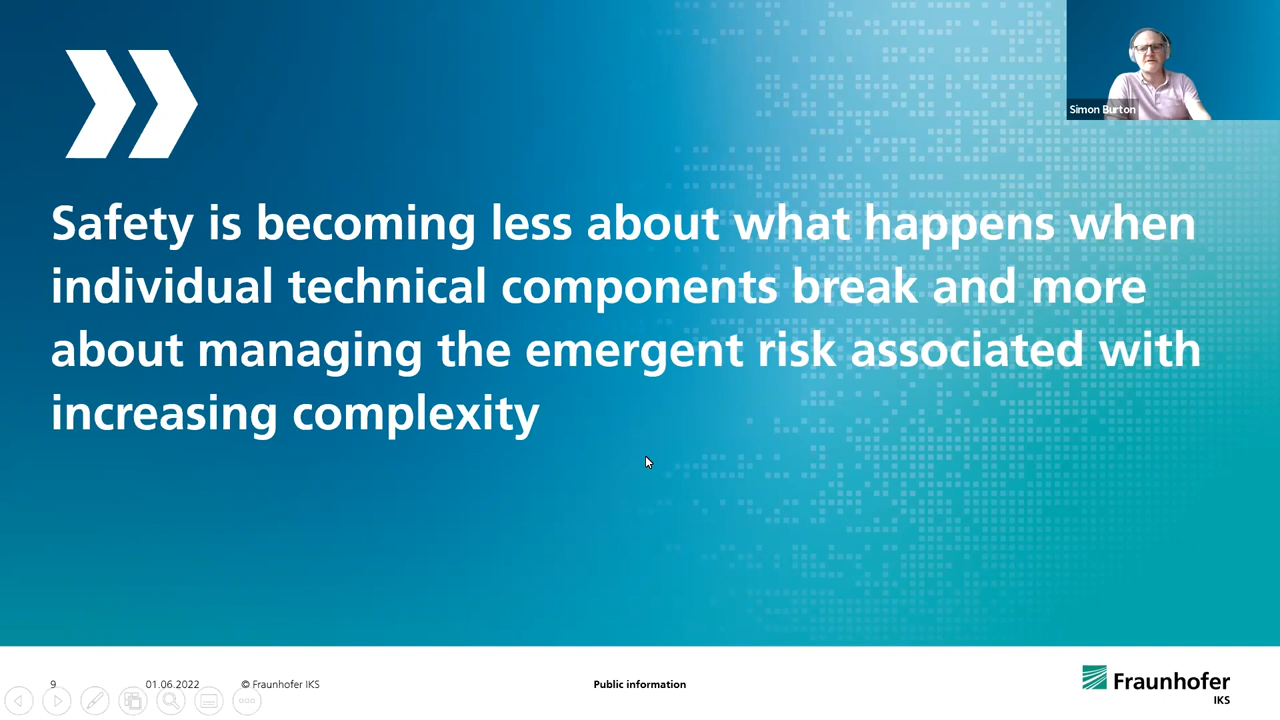 Simon Burton
Safety is becoming less about what happens when
individual technical components break and more
about managing the emergent risk associated with
increasing complexity
9
01.06.2022
© Fraunhofer IKS
Public information
Fraunhofer
IKS